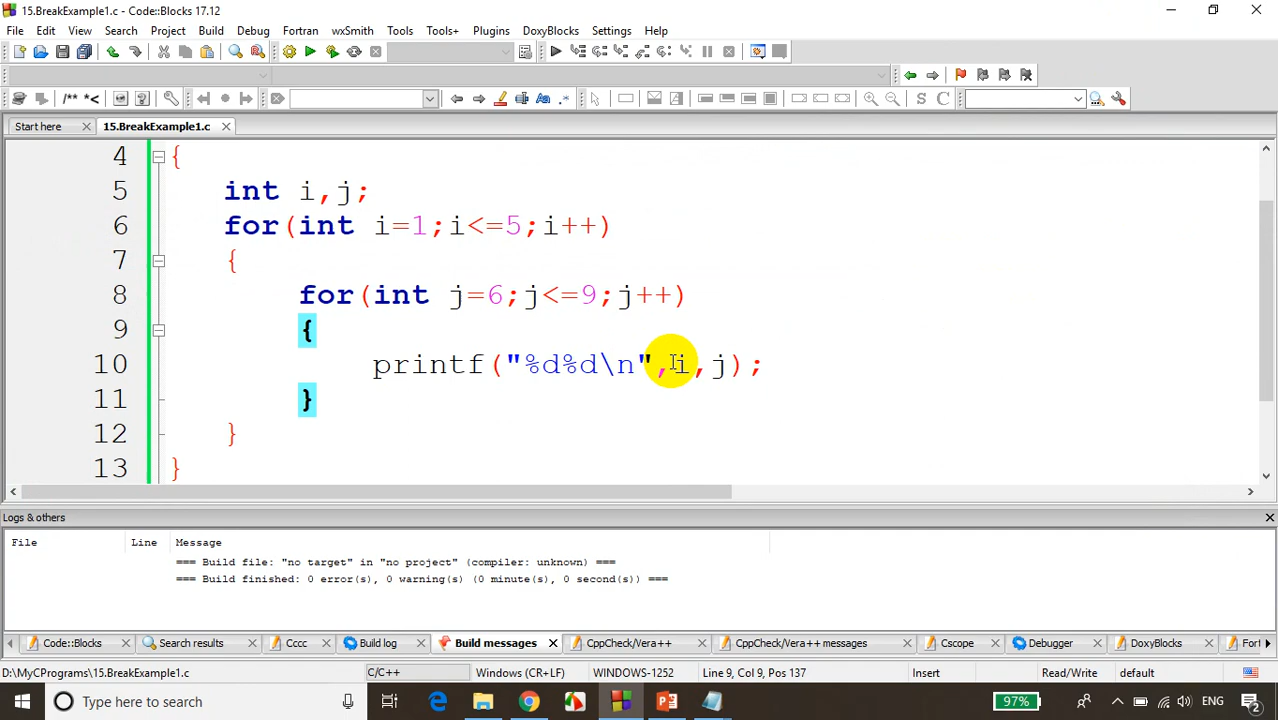 15.BreakExample1.c - Code::Blocks 17.12
File Edit View Search Project Build Debug Fortran wxSmith Tools Tools+ Plugins DoxyBlocks Settings Help
/** *<
S C
Start here 15.BreakExample1.c
4 {
5 int i,j;
6 for(int i=1;i<=5;i++)
7 {
8 for(int j=6;j<=9;j++)
9 {
10 printf("%d%d\n",i,j);
11 }
12 }
13 }
Logs & others
File Line Message
=== Build file: "no target" in "no project" (compiler: unknown) ===
=== Build finished: 0 error(s), 0 warning(s) (0 minute(s), 0 second(s)) ===
Code::Blocks Search results Cccc Build log Build messages CppCheck/Vera++ CppCheck/Vera++ messages Cscope Debugger DoxyBlocks Fort
D:\MyCPrograms\15.BreakExample1.c C/C++ Windows (CR+LF) WINDOWS-1252 Line 9, Col 9, Pos 137 Insert Read/Write default
Type here to search 97% ENG 2